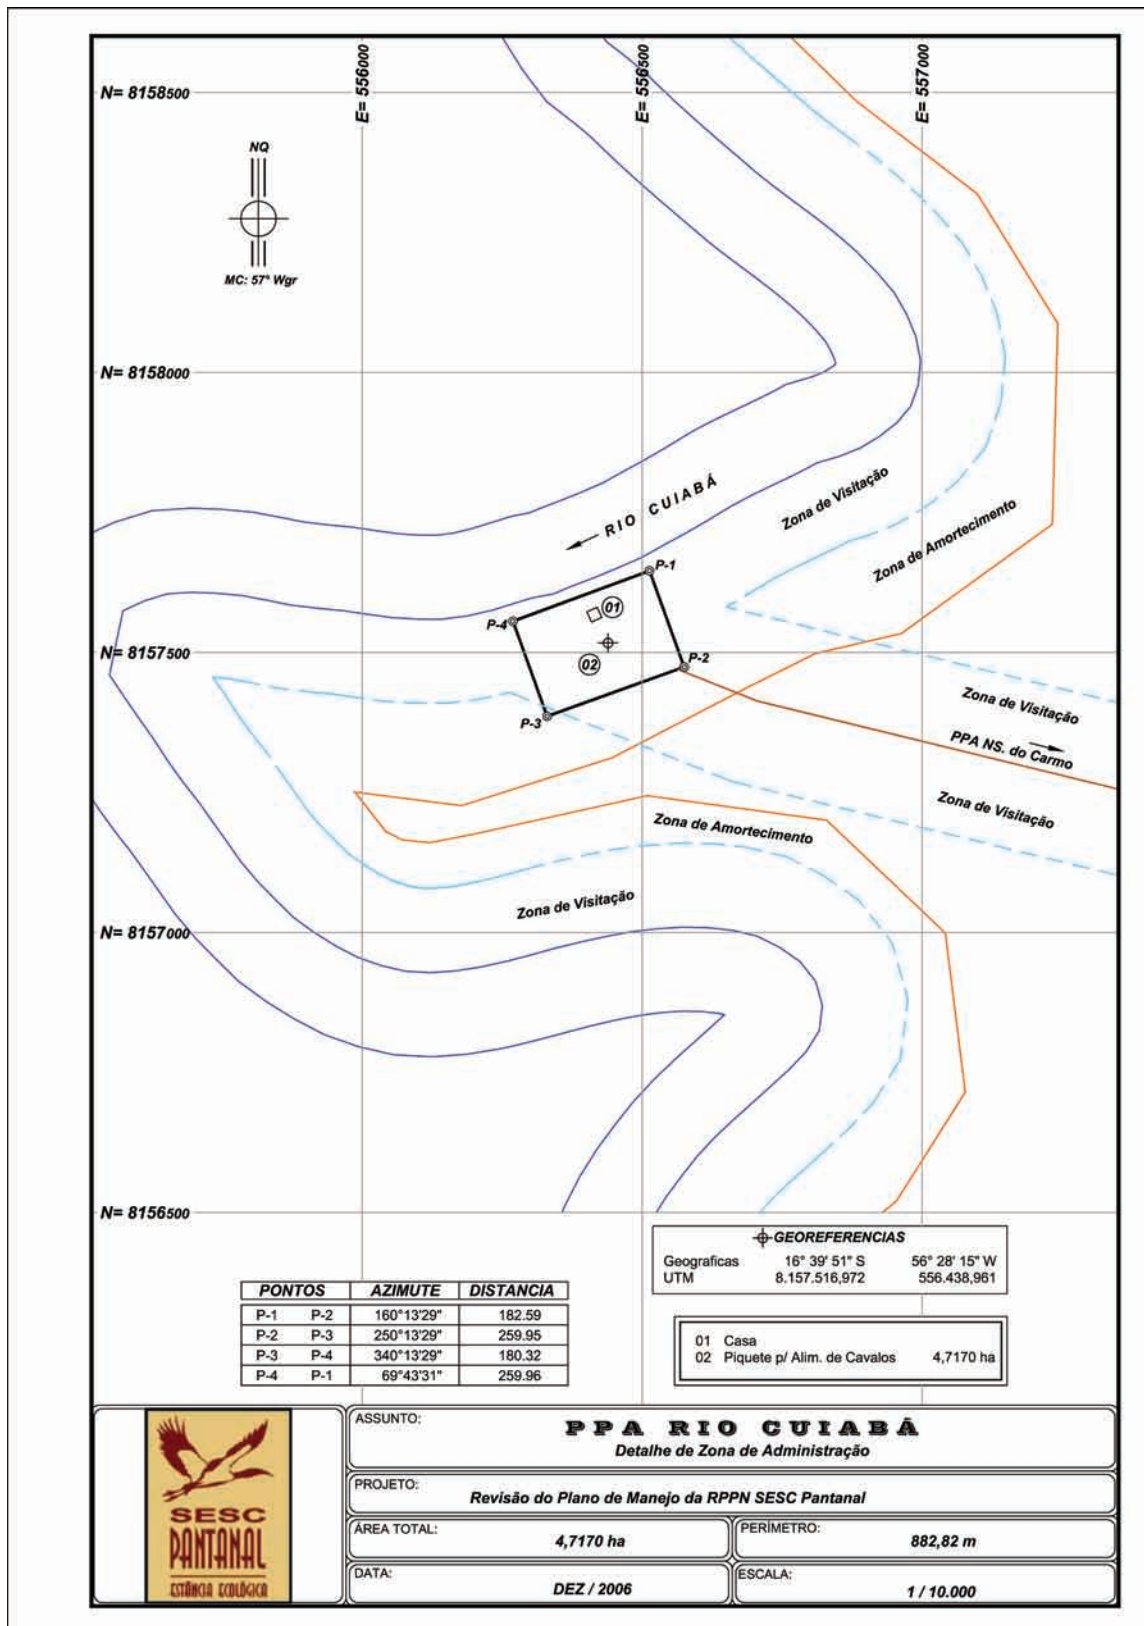 E= 556000
E= 556500
E= 557000
N= 8158500
NQ
MC: 57° Wgr
N= 8158000
Zona de Visitação
RIO CUIABÁ
Zona de Amortecimento
P-1
01
P-4
N= 8157500
02
P-2
Zona de Visitação
P-3
PPA NS. do Carmo
Zona de Visitação
Zona de Amortecimento
Zona de Visitação
N= 8157000
N= 8156500
GEOREFERENCIAS
Geograficas 16° 39' 51" S 56° 28' 15" W
UTM 8.157.516,972 556.438,961
PONTOS AZIMUTE DISTANCIA
P-1 P-2 160°13'29" 182.59
P-2 P-3 250°13'29" 259.95
P-3 P-4 340°13'29" 180.32
P-4 P-1 69°43'31" 259.96
01 Casa
02 Piquete p/ Alim. de Cavalos 4,7170 ha
SESC
PANTANAL
ESTÂNCIA ECOLÓGICA
ASSUNTO:
PPA RIO CUIABÁ
Detalhe de Zona de Administração
PROJETO:
Revisão do Plano de Manejo da RPPN SESC Pantanal
ÁREA TOTAL:
4,7170 ha
PERÍMETRO:
882,82 m
DATA:
DEZ / 2006
ESCALA:
1 / 10.000